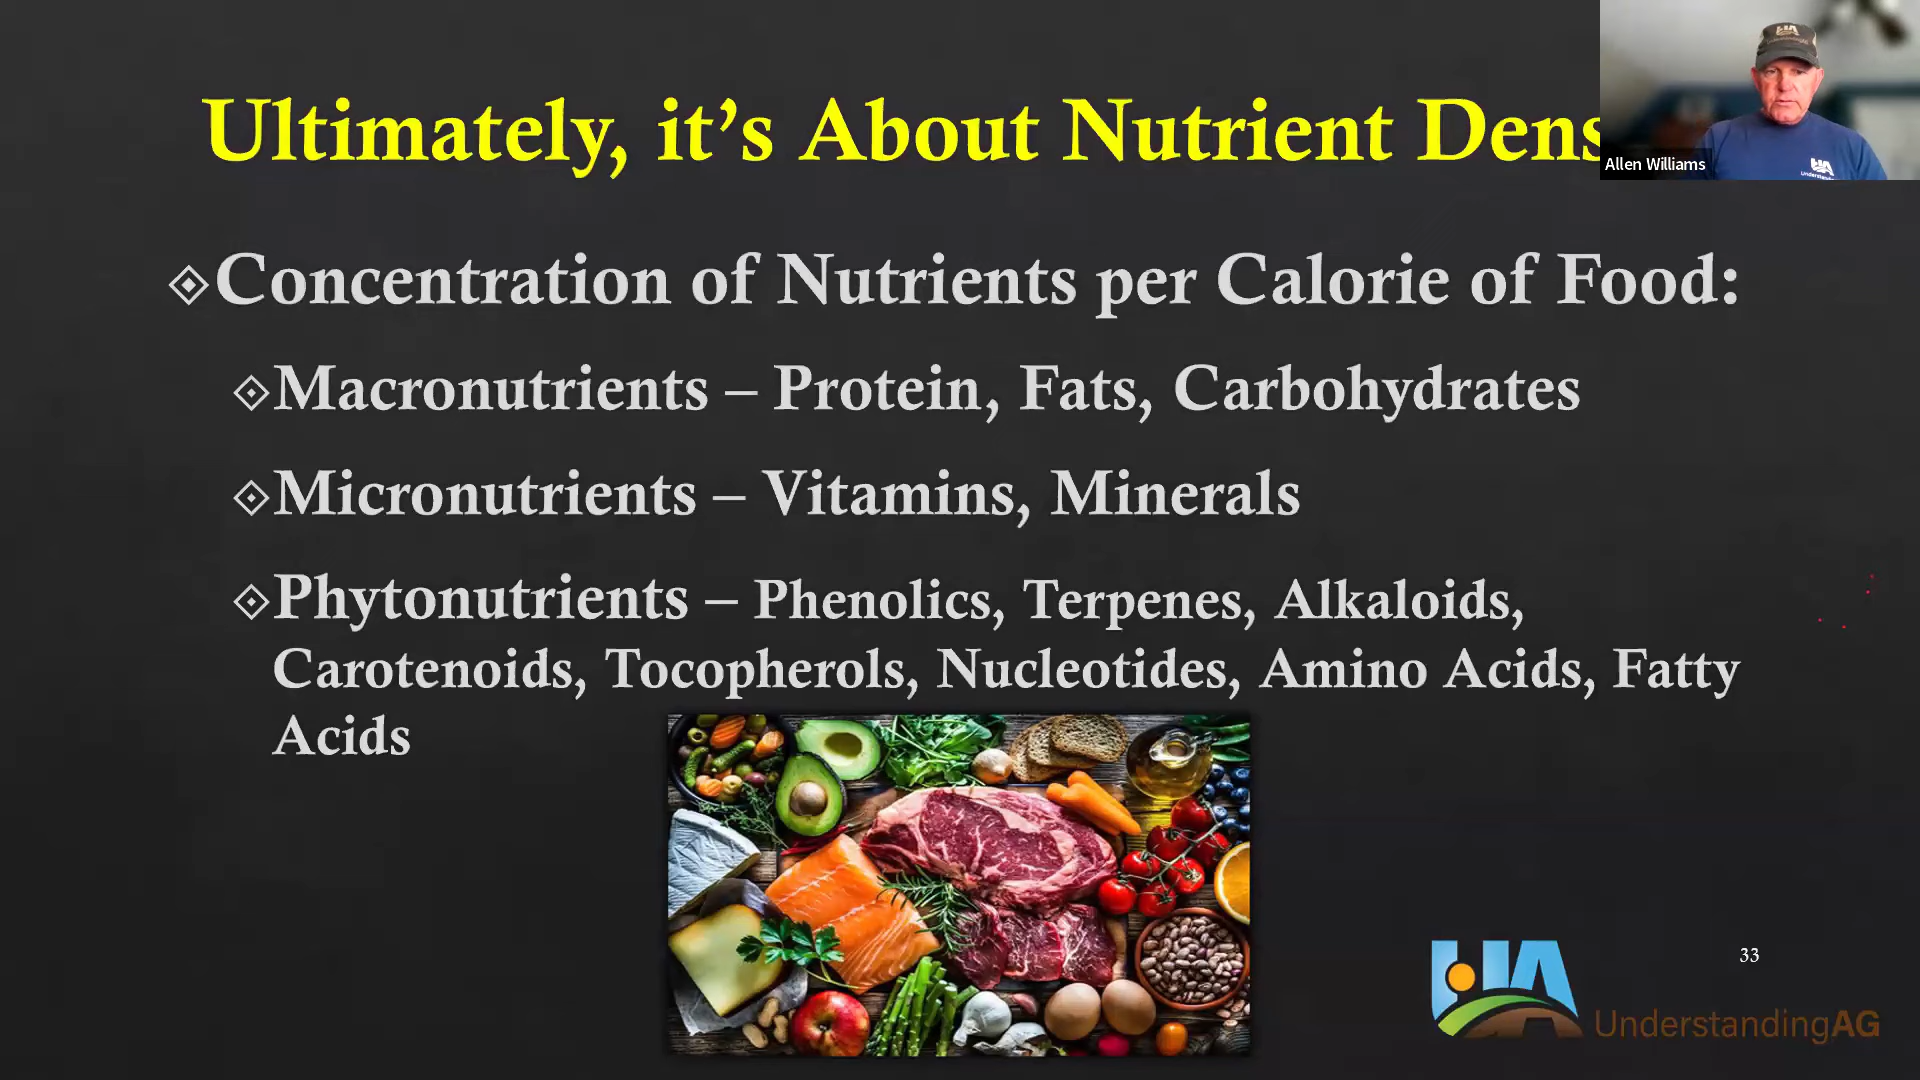 Ultimately, it's About Nutrient Dens
Allen Williams
Concentration of Nutrients per Calorie of Food:
Macronutrients – Protein, Fats, Carbohydrates
Micronutrients – Vitamins, Minerals
Phytonutrients – Phenolics, Terpenes, Alkaloids,
Carotenoids, Tocopherols, Nucleotides, Amino Acids, Fatty
Acids
33
UA
UnderstandingAG